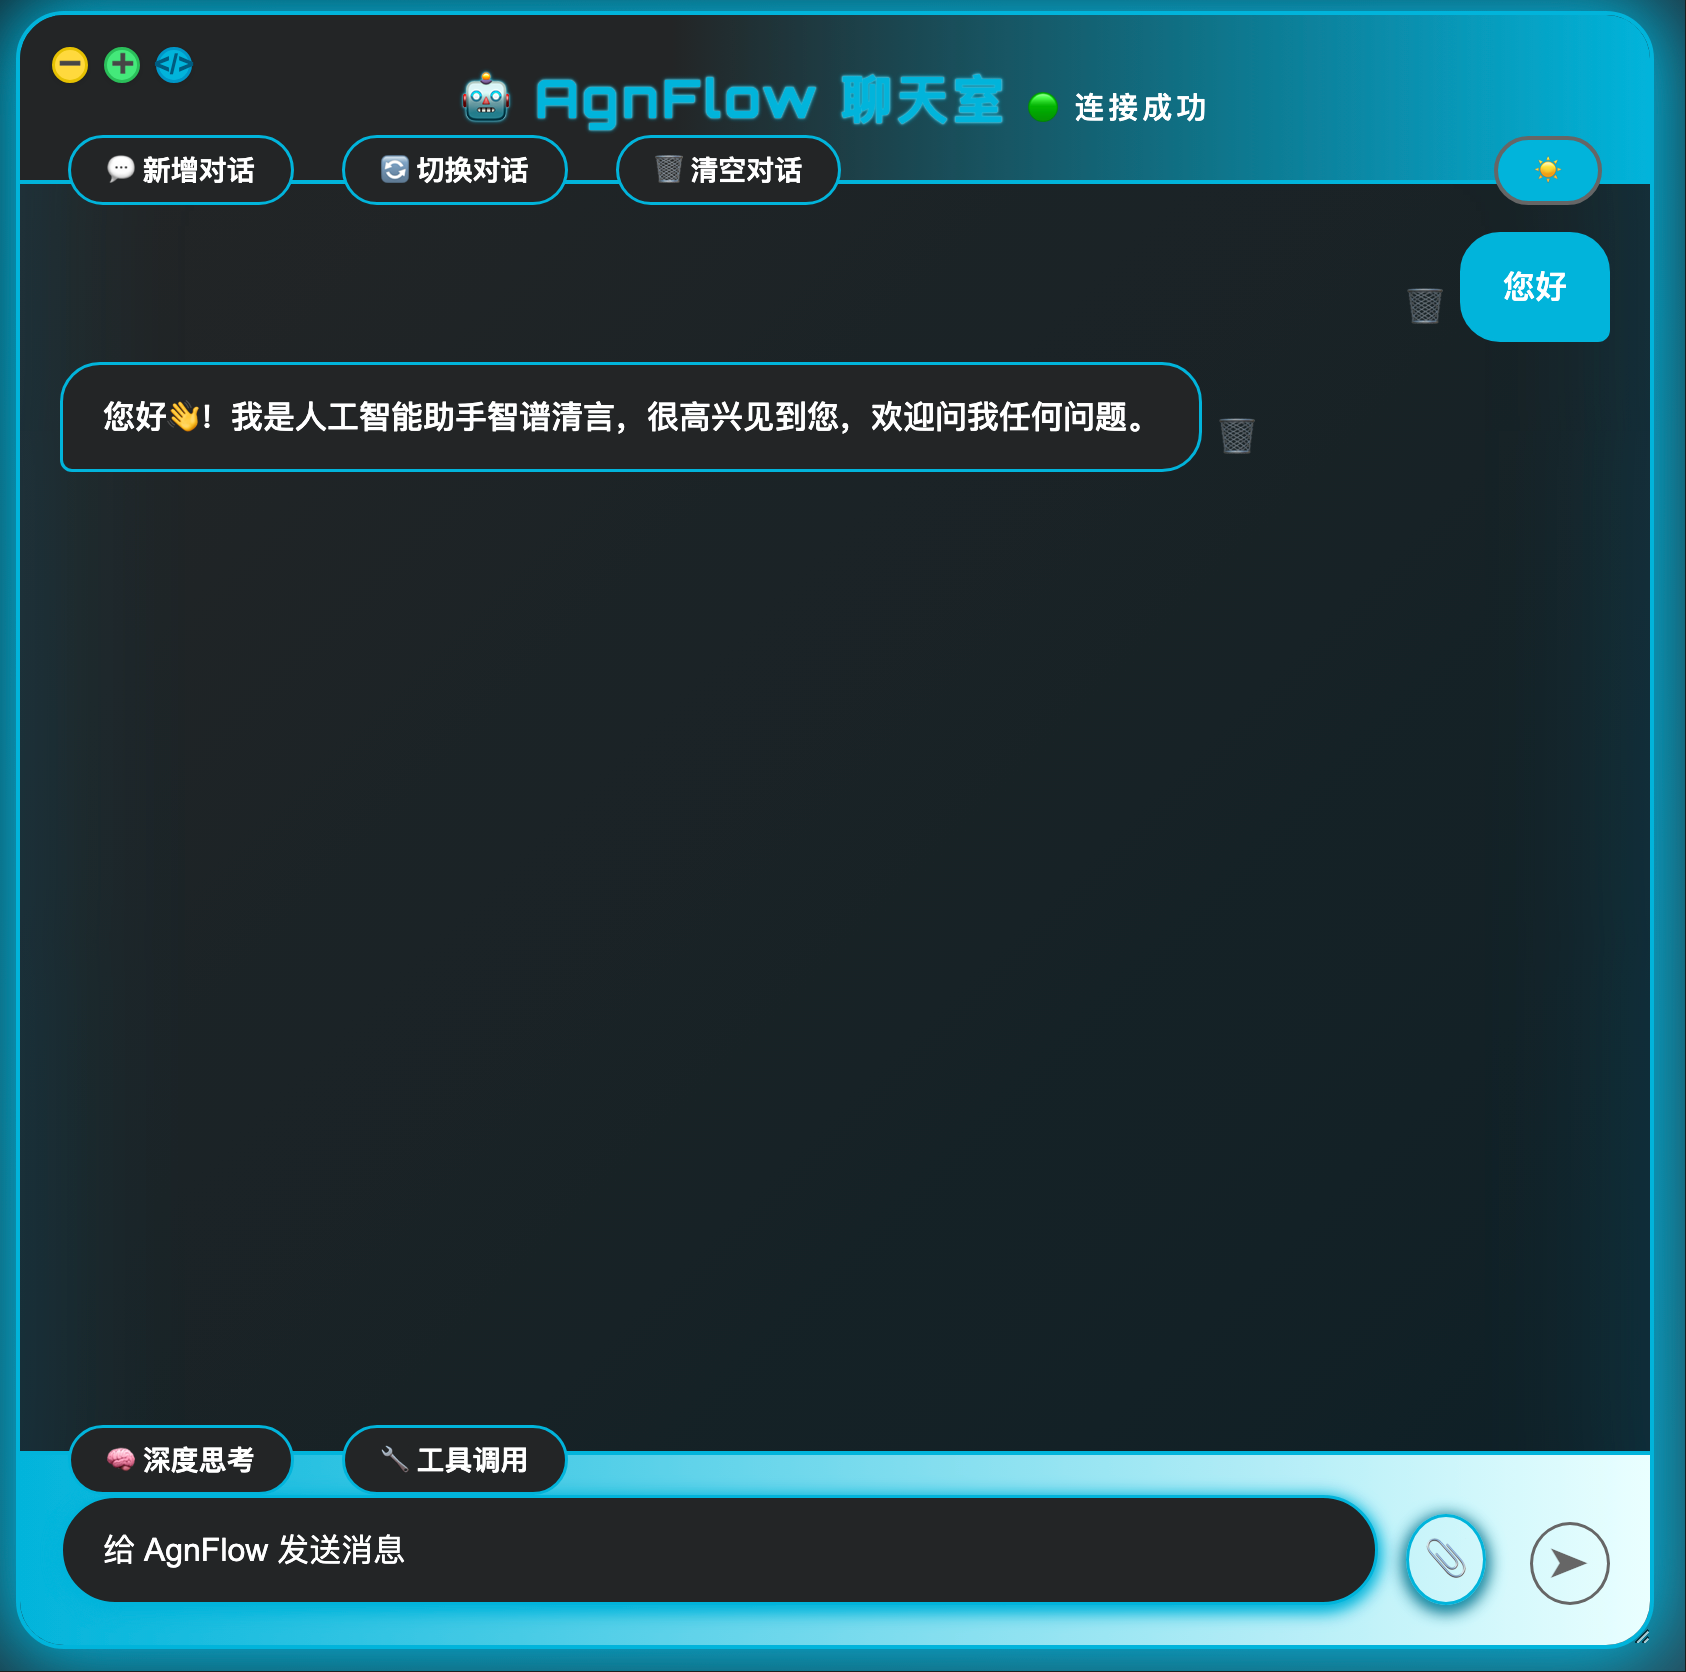 AgnFlow 聊天室 连接成功
新增对话 切换对话 清空对话
您好
您好👋！我是人工智能助手智谱清言，很高兴见到您，欢迎问我任何问题。
深度思考 工具调用
给 AgnFlow 发送消息